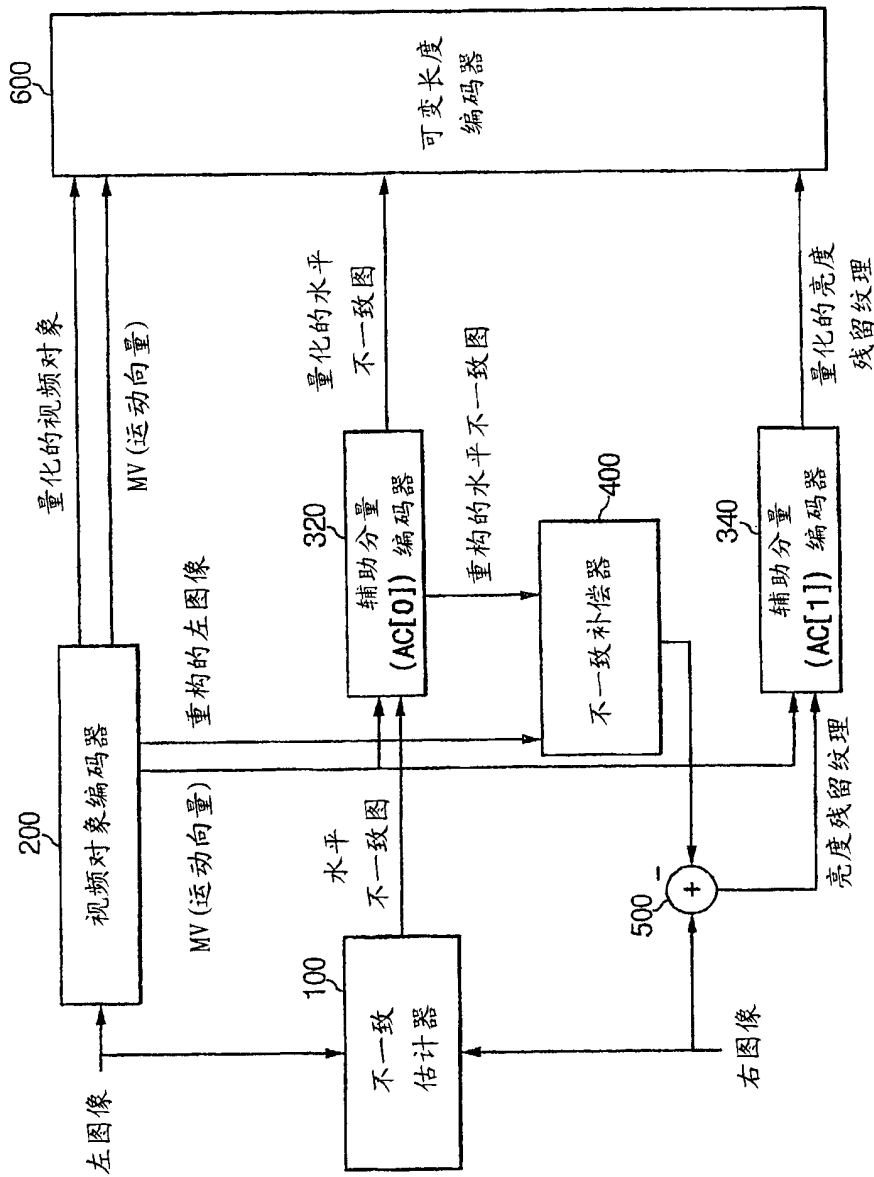 左图像
200
视频对象编码器
量化的视频对象
MV(运动向量)
MV(运动向量)
重构的左图像
100
不一致
估计器
水平
不一致图
320
辅助分量
(AC[0]) 编码器
量化的水平
不一致图
重构的水平不一致图
400
不一致补偿器
右图像
500
+
-
亮度残留纹理
340
辅助分量
(AC[1]) 编码器
量化的亮度
残留纹理
600
可变长度
编码器